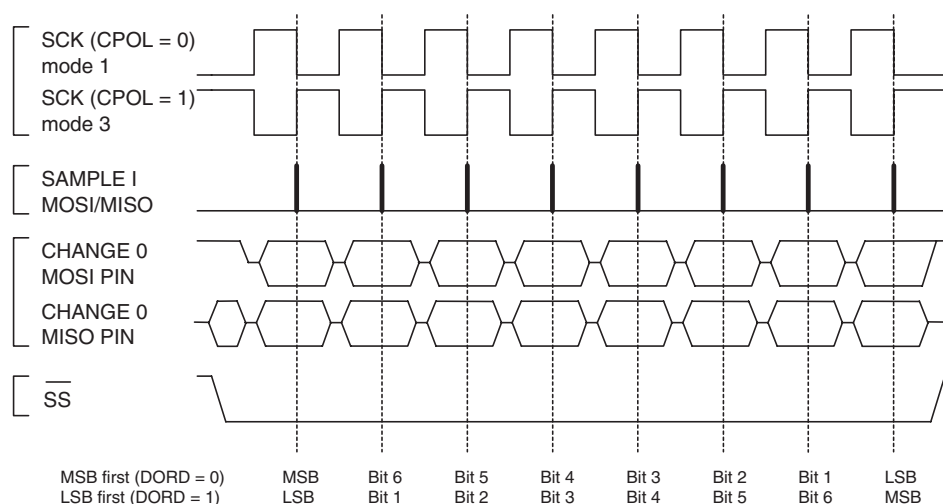 SCK (CPOL = 0)
mode 1
SCK (CPOL = 1)
mode 3
SAMPLE I
MOSI/MISO
CHANGE 0
MOSI PIN
CHANGE 0
MISO PIN
SS
MSB first (DORD = 0) MSB Bit 6 Bit 5 Bit 4 Bit 3 Bit 2 Bit 1 LSB
LSB first (DORD = 1) LSB Bit 1 Bit 2 Bit 3 Bit 4 Bit 5 Bit 6 MSB